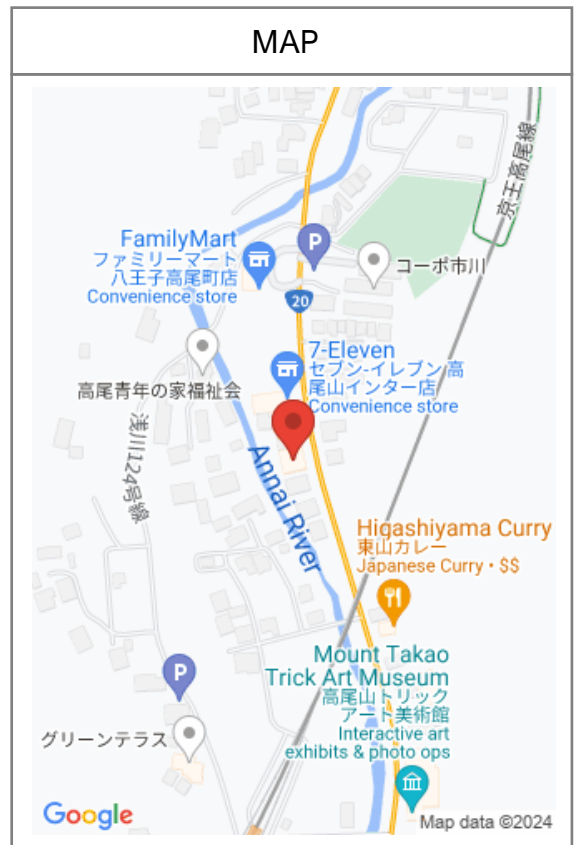 MAP
京王高尾線
FamilyMart
ファミリーマート
八王子高尾町店
Convenience store
P
コーポ市川
20
7-Eleven
セブン-イレブン 高
尾山インター店
Convenience store
高尾青年の家福祉会
浅川124号線
Annai River
Higashiyama Curry
東山カレー
Japanese Curry • $$
Mount Takao
Trick Art Museum
高尾山トリック
アート美術館
Interactive art
exhibits & photo ops
P
グリーンテラス
Google
Map data ©2024